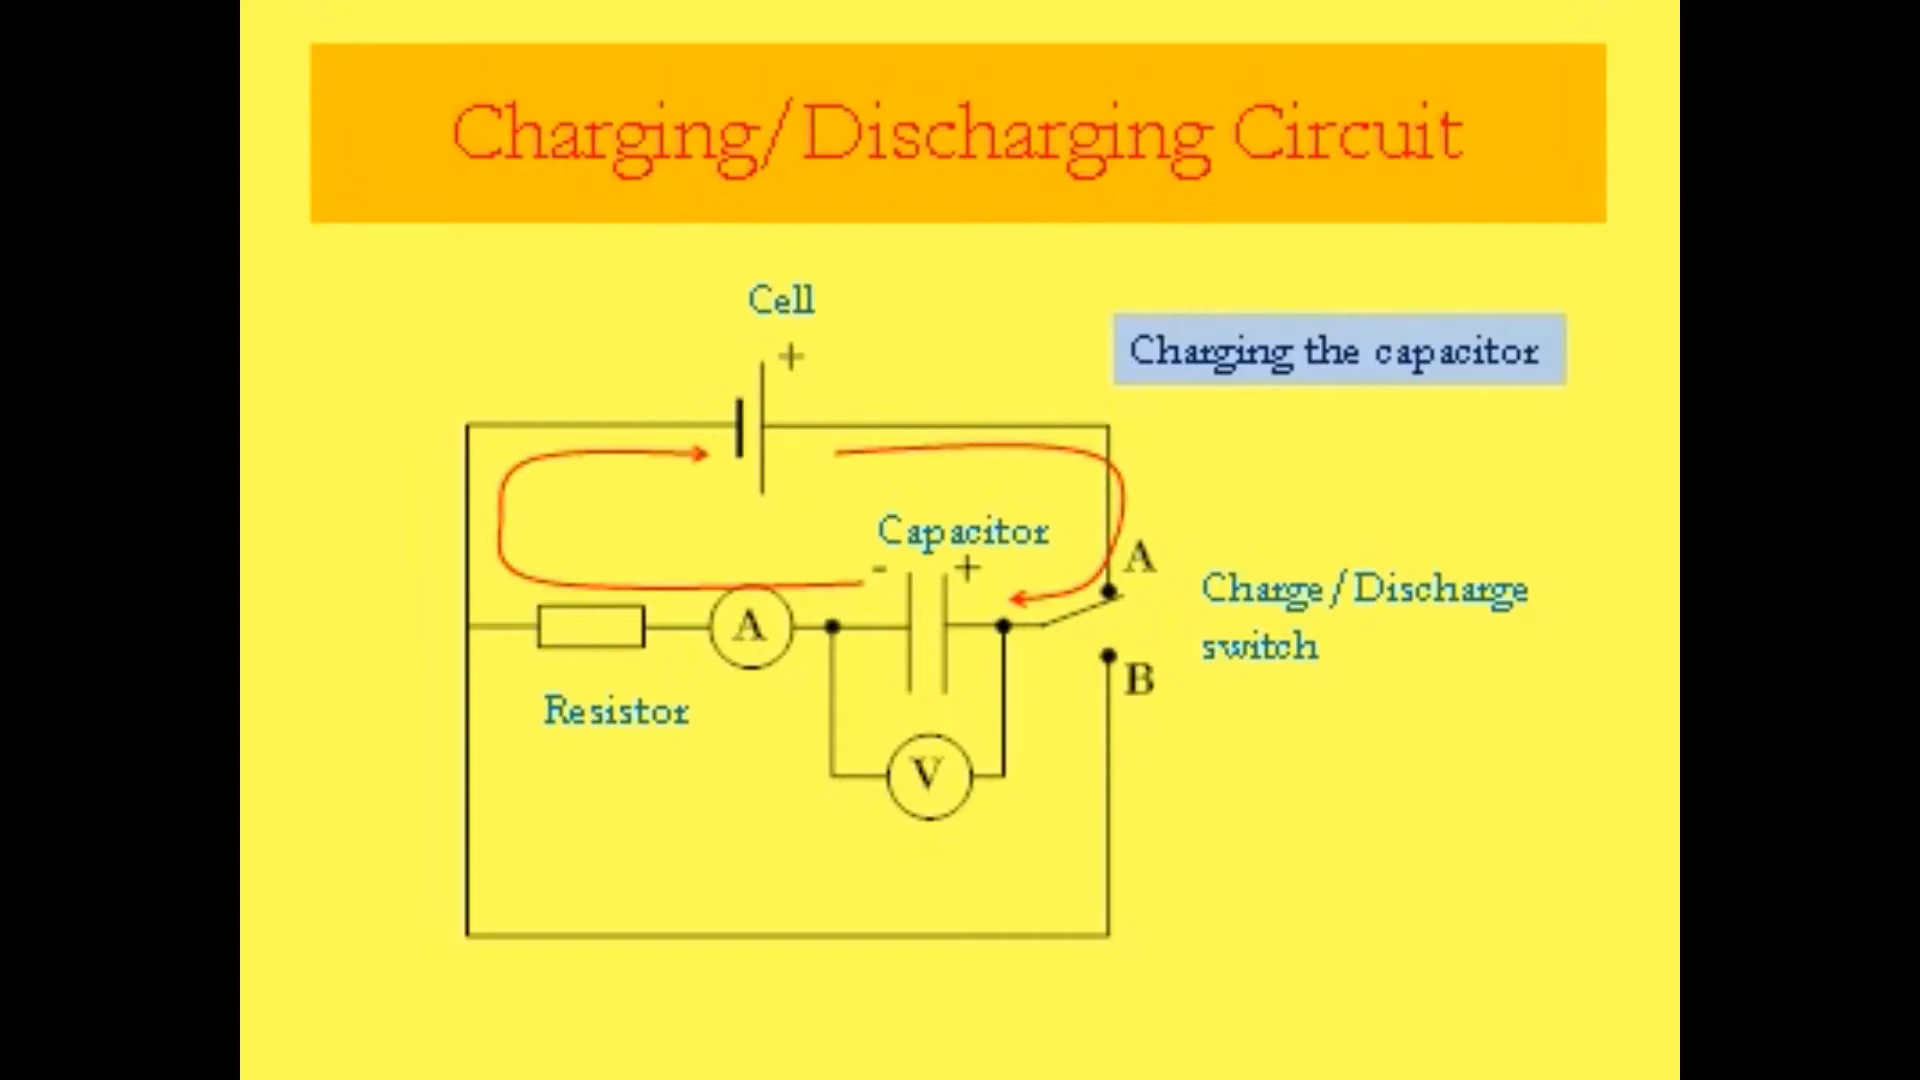 Charging/Discharging Circuit
Cell
+
Charging the capacitor
Capacitor
- +
A
Charge/Discharge
switch
A
B
Resistor
V